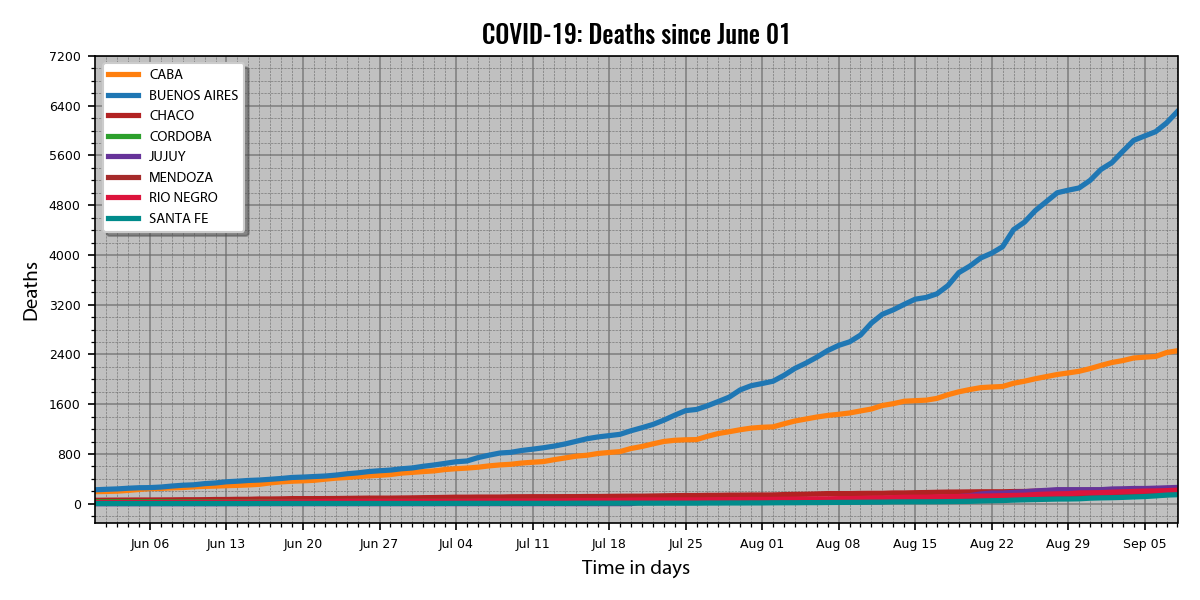 COVID-19: Deaths since June 01
7200
6400
5600
4800
4000
3200
2400
1600
800
0
Deaths
CABA
BUENOS AIRES
CHACO
CORDOBA
JUJUY
MENDOZA
RIO NEGRO
SANTA FE
Jun 06 Jun 13 Jun 20 Jun 27 Jul 04 Jul 11 Jul 18 Jul 25 Aug 01 Aug 08 Aug 15 Aug 22 Aug 29 Sep 05
Time in days